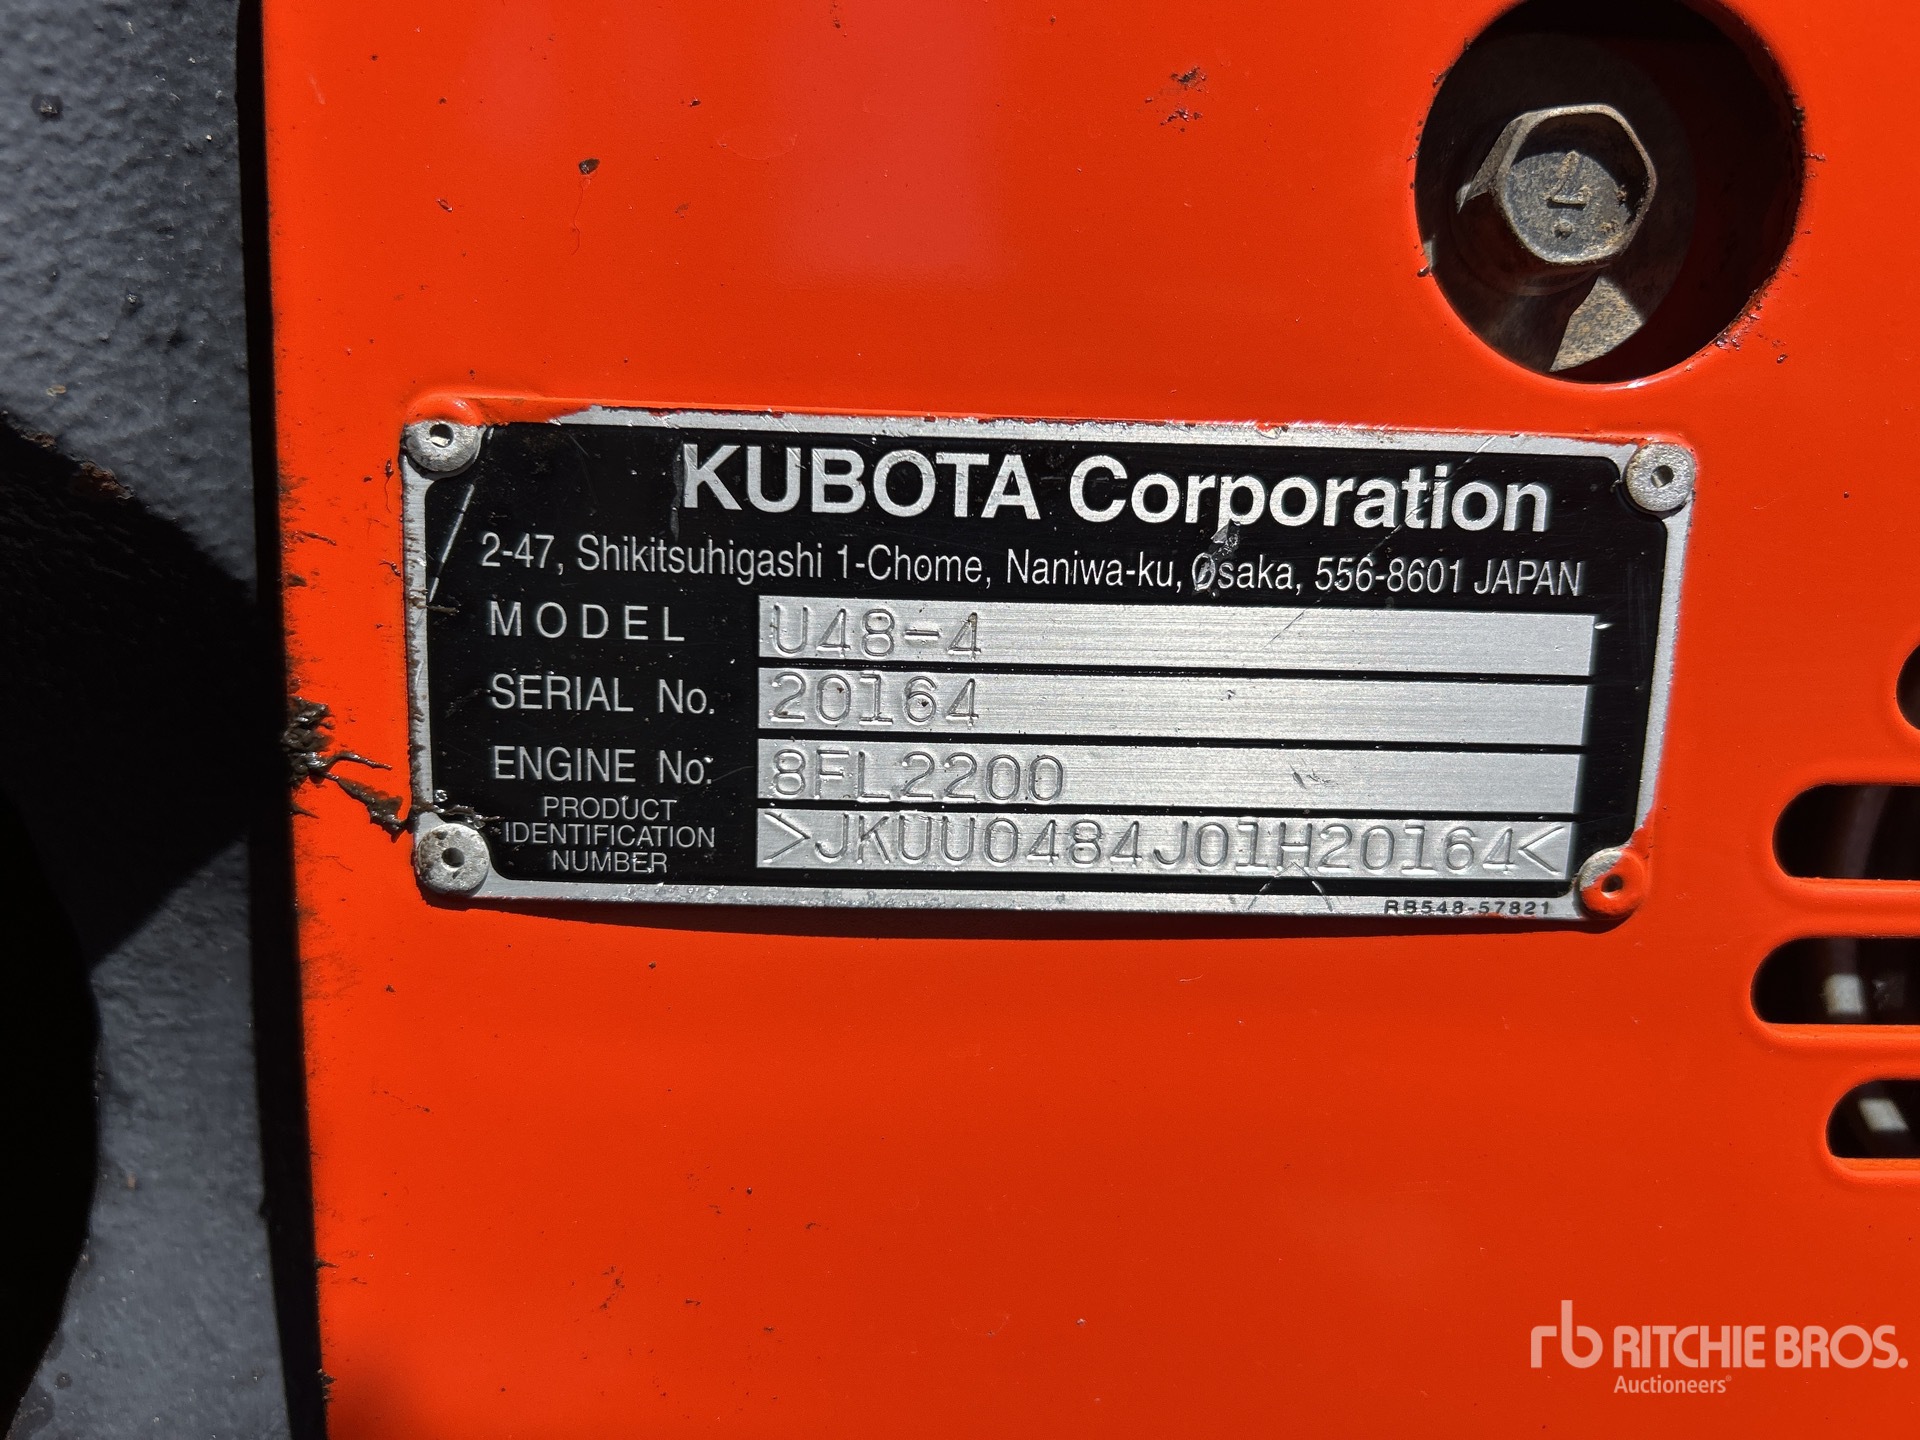 KUBOTA Corporation
2-47, Shikitsuhigashi 1-Chome, Naniwa-ku, Osaka, 556-8601 JAPAN
MODEL U48-4
SERIAL No. 20164
ENGINE No. 8FL2200
PRODUCT
IDENTIFICATION
NUMBER
>JKUU0484J01H20164<
RB548-57821
rb RITCHIE BROS.
Auctioneers